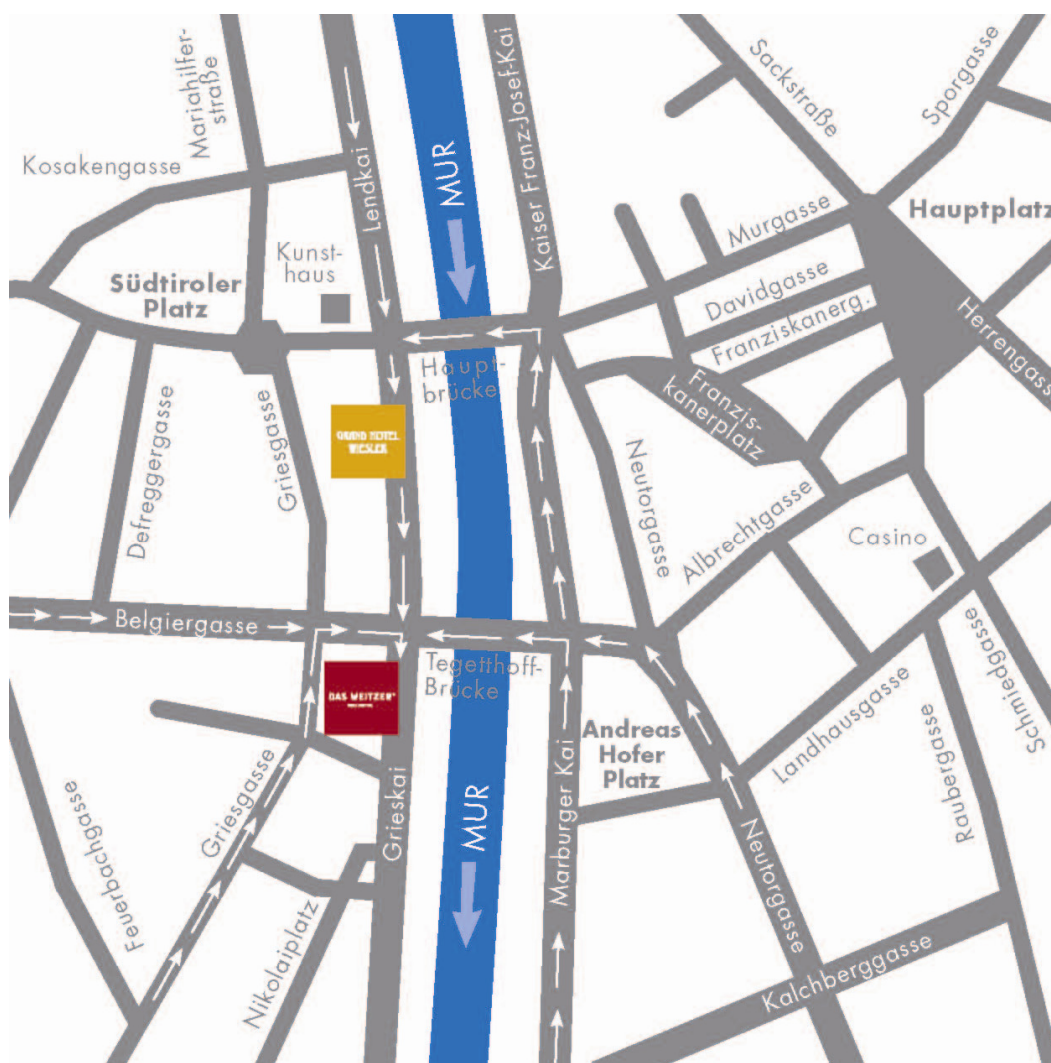 Mariahilfer-
straße
Kosakengasse
Lendkai
MUR
Kaiser Franz-Josef-Kai
Sackstraße
Sporgasse
Murgasse
Hauptplatz
Kunst-
haus
Südtiroler
Platz
Davidgasse
Franziskanerg.
Herrengasse
Haupt-
brücke
Franzis-
kanerplatz
GRAND HOTEL
WIESLER
Griesgasse
Defreggergasse
Neutorgasse
Albrechtgasse
Casino
Belgiergasse
Tegetthoff-
Brücke
DAS WEITZER
Schmiedgasse
Landhausgasse
Raubergasse
Andreas
Hofer
Platz
Feuerbachgasse
Griesgasse
Grieskai
MUR
Marburger Kai
Neutorgasse
Nikolaiplatz
Kalchberggasse